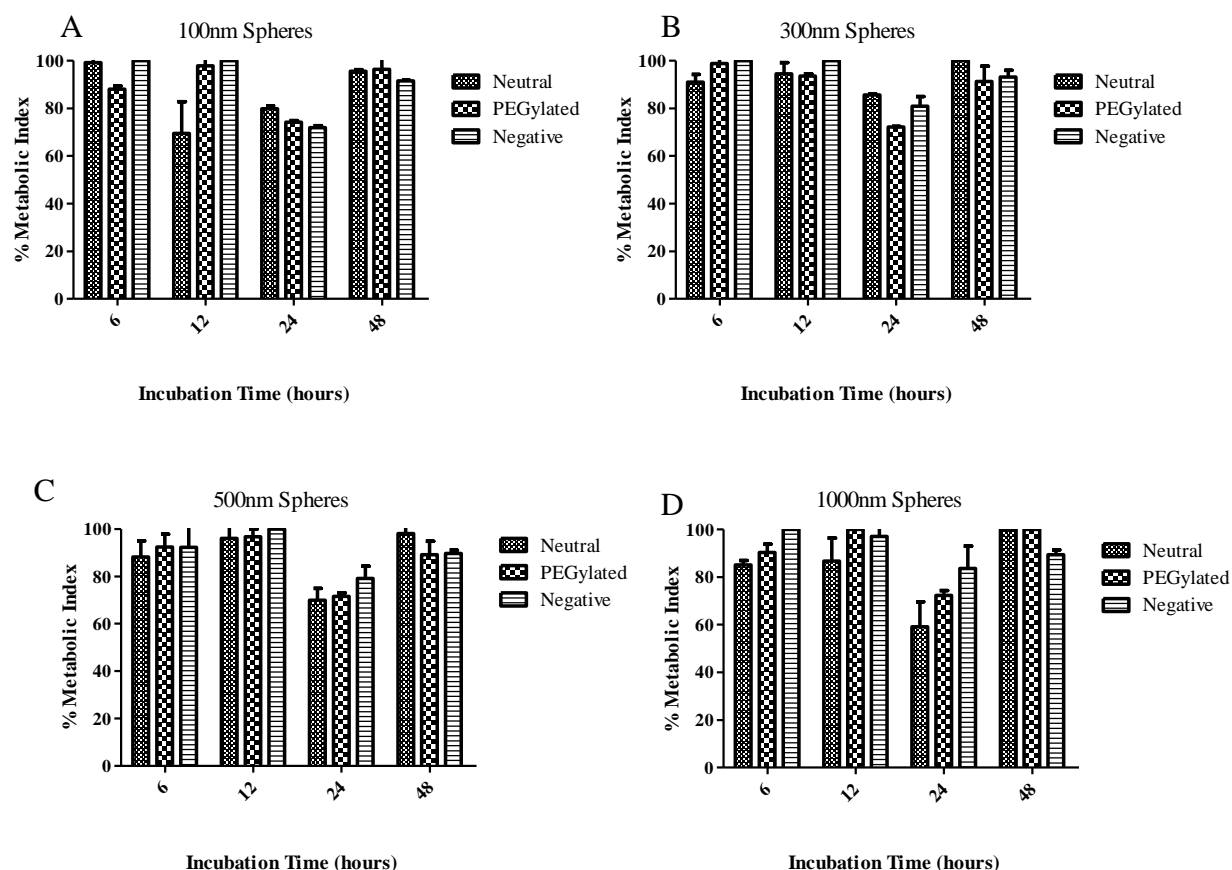 A
100nm Spheres
% Metabolic Index
100
80
60
40
20
0
6
12
24
48
Incubation Time (hours)
Neutral
PEGylated
Negative
B
300nm Spheres
% Metabolic Index
100
80
60
40
20
0
6
12
24
48
Incubation Time (hours)
Neutral
PEGylated
Negative
C
500nm Spheres
% Metabolic Index
100
80
60
40
20
0
6
12
24
48
Incubation Time (hours)
Neutral
PEGylated
Negative
D
1000nm Spheres
% Metabolic Index
100
80
60
40
20
0
6
12
24
48
Incubation Time (hours)
Neutral
PEGylated
Negative